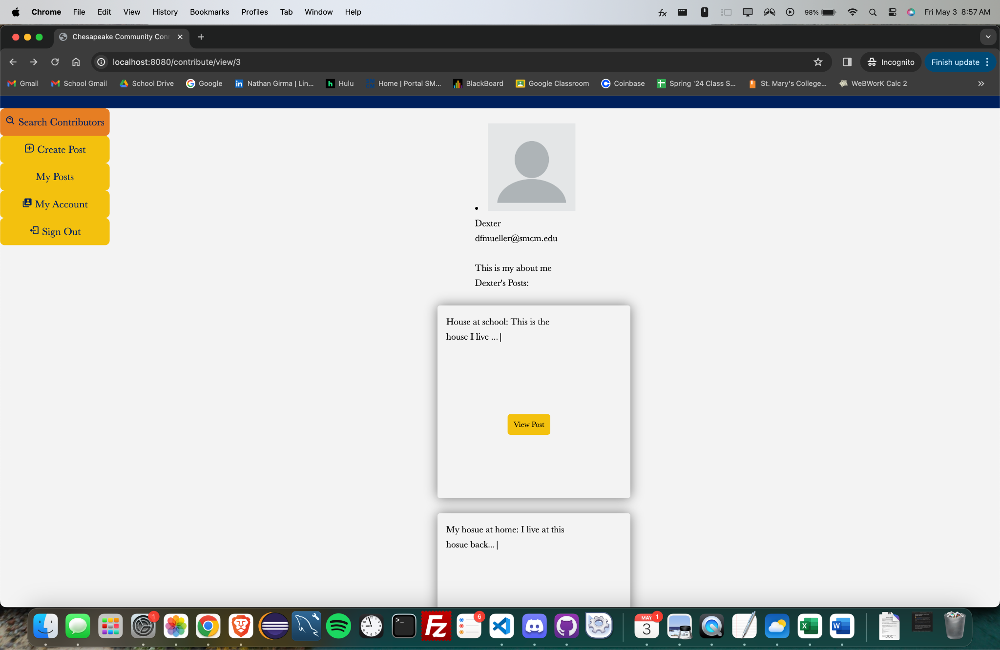 Chrome File Edit View History Bookmarks Profiles Tab Window Help
98% Fri May 3 8:57 AM
Chesapeake Community Con
localhost:8080/contribute/view/3
Incognito
Finish update
Gmail School Gmail School Drive Google Nathan Girma | Lin... Hulu Home | Portal SM... BlackBoard Google Classroom Coinbase Spring '24 Class S... St. Mary's College... WeBWorK Calc 2
Search Contributors
Create Post
My Posts
My Account
Sign Out
Dexter
dfmueller@smcm.edu
This is my about me
Dexter's Posts:
House at school: This is the
house I live ... |
View Post
My hosue at home: I live at this
hosue back... |
1
6
MAY 1
3
DOC